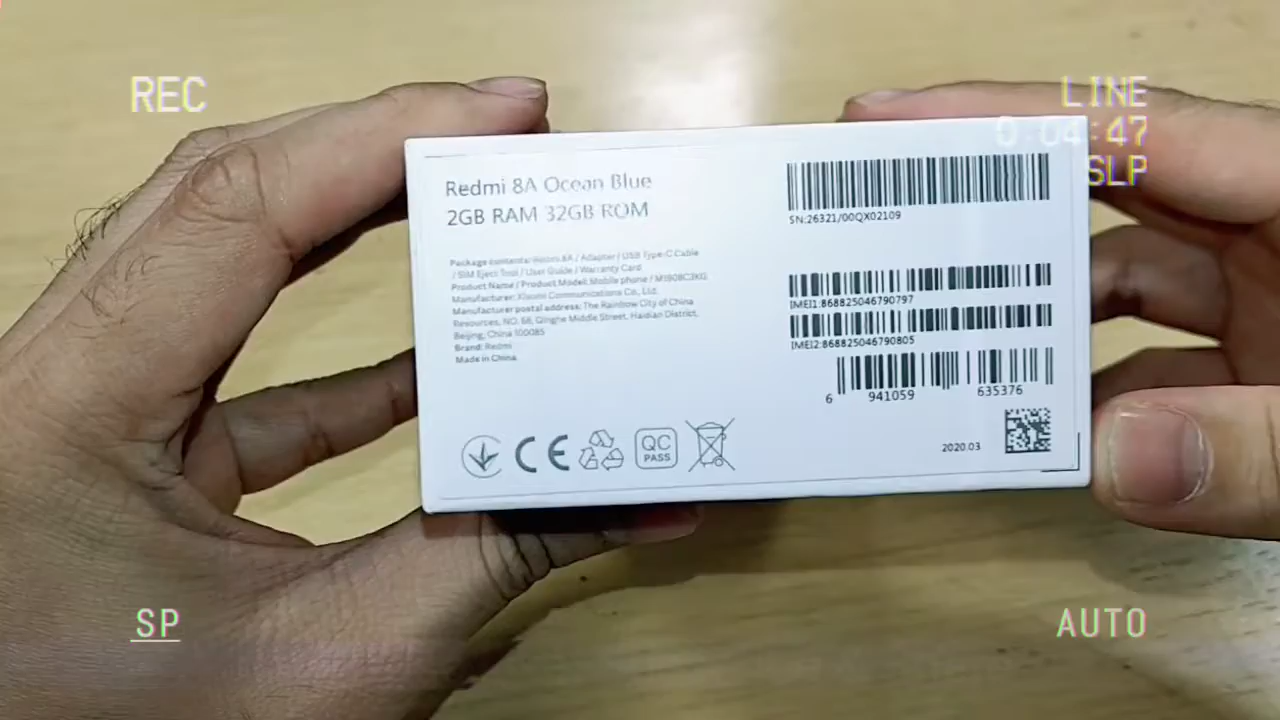 REC
LINE
0:04:47
SLP
Redmi 8A Ocean Blue
2GB RAM 32GB ROM
Package contents: Redmi 8A / Adapter / USB Type-C Cable
/ SIM Eject Tool / User Guide / Warranty Card
Product Name / Product Model: Mobile phone / M1908C3KG
Manufacturer: Xiaomi Communications Co., Ltd.
Manufacturer postal address: The Rainbow City of China
Resources, NO. 68, Qinghe Middle Street, Haidian District,
Beijing, China 100085
Brand: Redmi
Made in China
SN:26321/00QX02109
IMEI1:868825046790797
IMEI2:868825046790805
6 941059 635376
CE
QC
PASS
2020.03
SP
AUTO